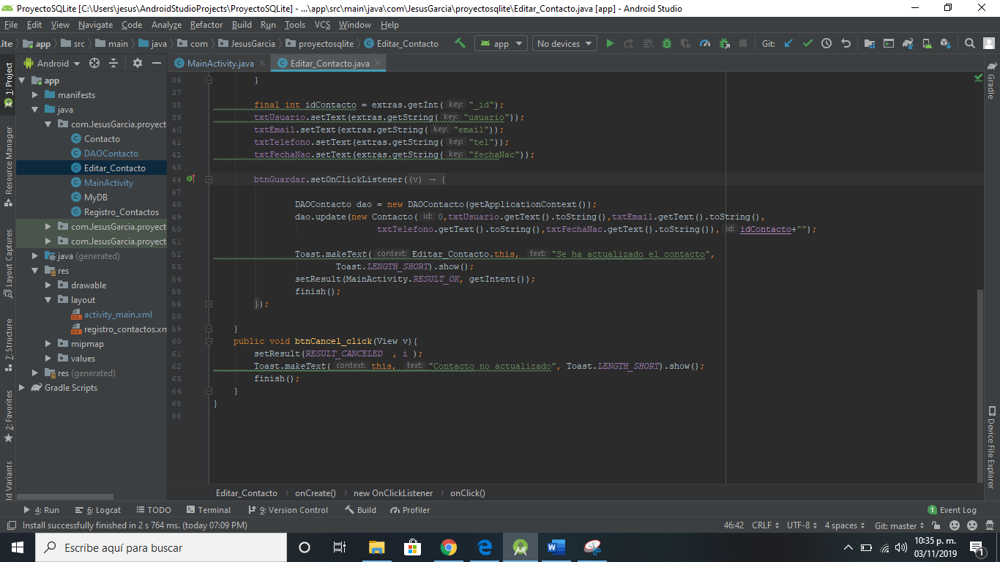 ProyectoSQLite [C:\Users\jesus\AndroidStudioProjects\ProyectoSQLite] - ...\app\src\main\java\com\JesusGarcia\proyectosqlite\Editar_Contacto.java [app] - Android Studio
File Edit View Navigate Code Analyze Refactor Build Run Tools VCS Window Help
ite app src main java com JesusGarcia proyectosqlite Editar_Contacto app No devices Git:
Android MainActivity.java Editar_Contacto.java
1: Project
Resource Manager
Layout Captures
7: Structure
2: Favorites
ld Variants
app
manifests
java
com.JesusGarcia.proyect
Contacto
DAOContacto
Editar_Contacto
MainActivity
MyDB
Registro_Contactos
com.JesusGarcia.proyect
com.JesusGarcia.proyect
java (generated)
res
drawable
layout
activity_main.xml
registro_contactos.xm
mipmap
values
res (generated)
Gradle Scripts
36 }
37
38 final int idContacto = extras.getInt( key: "_id");
39 txtUsuario.setText(extras.getString( key: "usuario"));
40 txtEmail.setText(extras.getString( key: "email"));
41 txtTelefono.setText(extras.getString( key: "tel"));
42 txtFechaNac.setText(extras.getString( key: "fechaNac"));
43
44 btnGuardar.setOnClickListener((v) → {
47
48 DAOContacto dao = new DAOContacto(getApplicationContext());
49 dao.update(new Contacto( id: 0,txtUsuario.getText().toString(),txtEmail.getText().toString(),
50 txtTelefono.getText().toString(),txtFechaNac.getText().toString()), id: idContacto+"");
51
52 Toast.makeText( context: Editar_Contacto.this, text: "Se ha actualizado el contacto",
53 Toast.LENGTH_SHORT).show();
54 setResult(MainActivity.RESULT_OK, getIntent());
55 finish();
56 });
58
59 }
60 public void btnCancel_click(View v){
61 setResult(RESULT_CANCELED , i );
62 Toast.makeText( context: this, text: "Contacto no actualizado", Toast.LENGTH_SHORT).show();
63 finish();
64 }
65 }
66
Gradle
Device File Explorer
Editar_Contacto onCreate() new OnClickListener onClick()
4: Run 6: Logcat TODO Terminal 9: Version Control Build Profiler 1 Event Log
Install successfully finished in 2 s 764 ms. (today 07:09 PM) 46:42 CRLF UTF-8 4 spaces Git: master
Escribe aquí para buscar
10:35 p. m.
03/11/2019
1